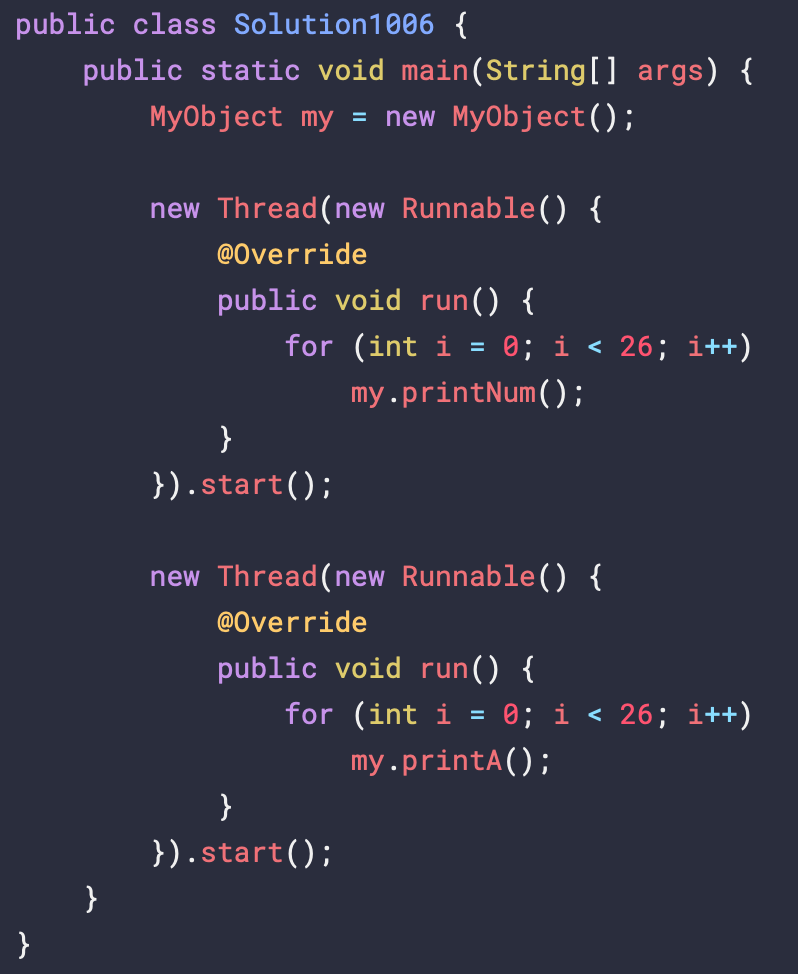 public class Solution1006 {
    public static void main(String[] args) {
        MyObject my = new MyObject();

        new Thread(new Runnable() {
            @Override
            public void run() {
                for (int i = 0; i < 26; i++)
                    my.printNum();
            }
        }).start();

        new Thread(new Runnable() {
            @Override
            public void run() {
                for (int i = 0; i < 26; i++)
                    my.printA();
            }
        }).start();
    }
}